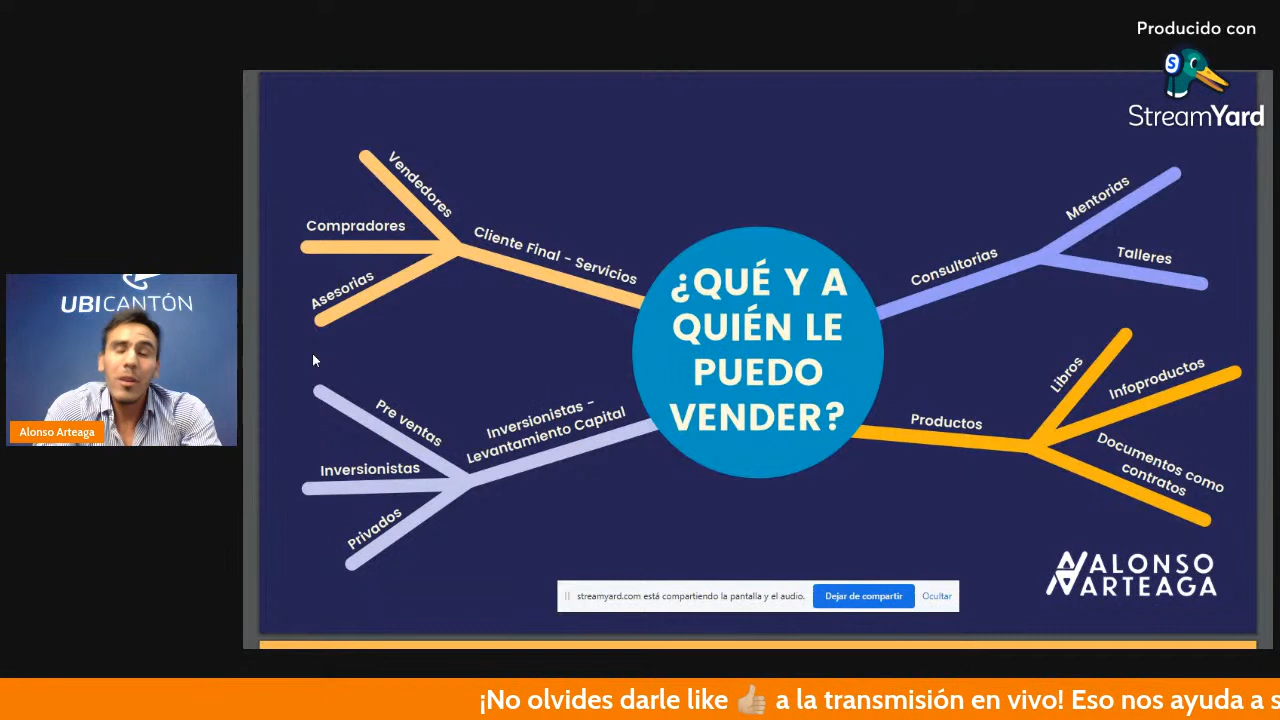 Producido con
StreamYard
Vendedores
Compradores
Asesorias
Cliente Final - Servicios
Pre ventas
Inversionistas
Privados
Inversionistas -
Levantamiento Capital
¿QUÉ Y A
QUIÉN LE
PUEDO
VENDER?
Consultorias
Mentorias
Talleres
Productos
Libros
Infoproductos
Documentos como
contratos
ALONSO
ARTEAGA
UBICANTÓN
Alonso Arteaga
streamyard.com está compartiendo la pantalla y el audio.
Dejar de compartir
Ocultar
¡No olvides darle like 👍🏼 a la transmisión en vivo! Eso nos ayuda a s